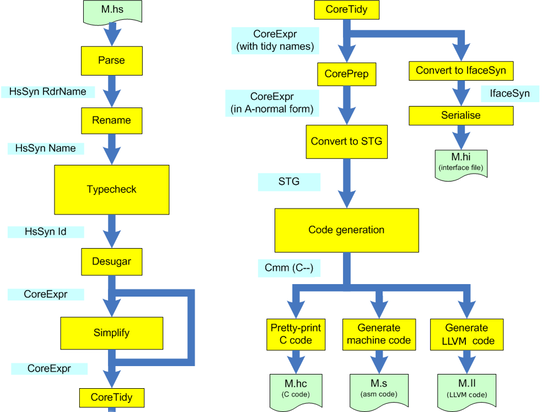 M.hs
Parse
HsSyn RdrName
Rename
HsSyn Name
Typecheck
HsSyn Id
Desugar
CoreExpr
Simplify
CoreExpr
CoreTidy
CoreTidy
CoreExpr
(with tidy names)
CorePrep
Convert to IfaceSyn
CoreExpr
(in A-normal form)
IfaceSyn
Serialise
Convert to STG
M.hi
(interface file)
STG
Code generation
Cmm (C--)
Pretty-print
C code
Generate
machine code
Generate
LLVM code
M.hc
(C code)
M.s
(asm code)
M.ll
(LLVM code)